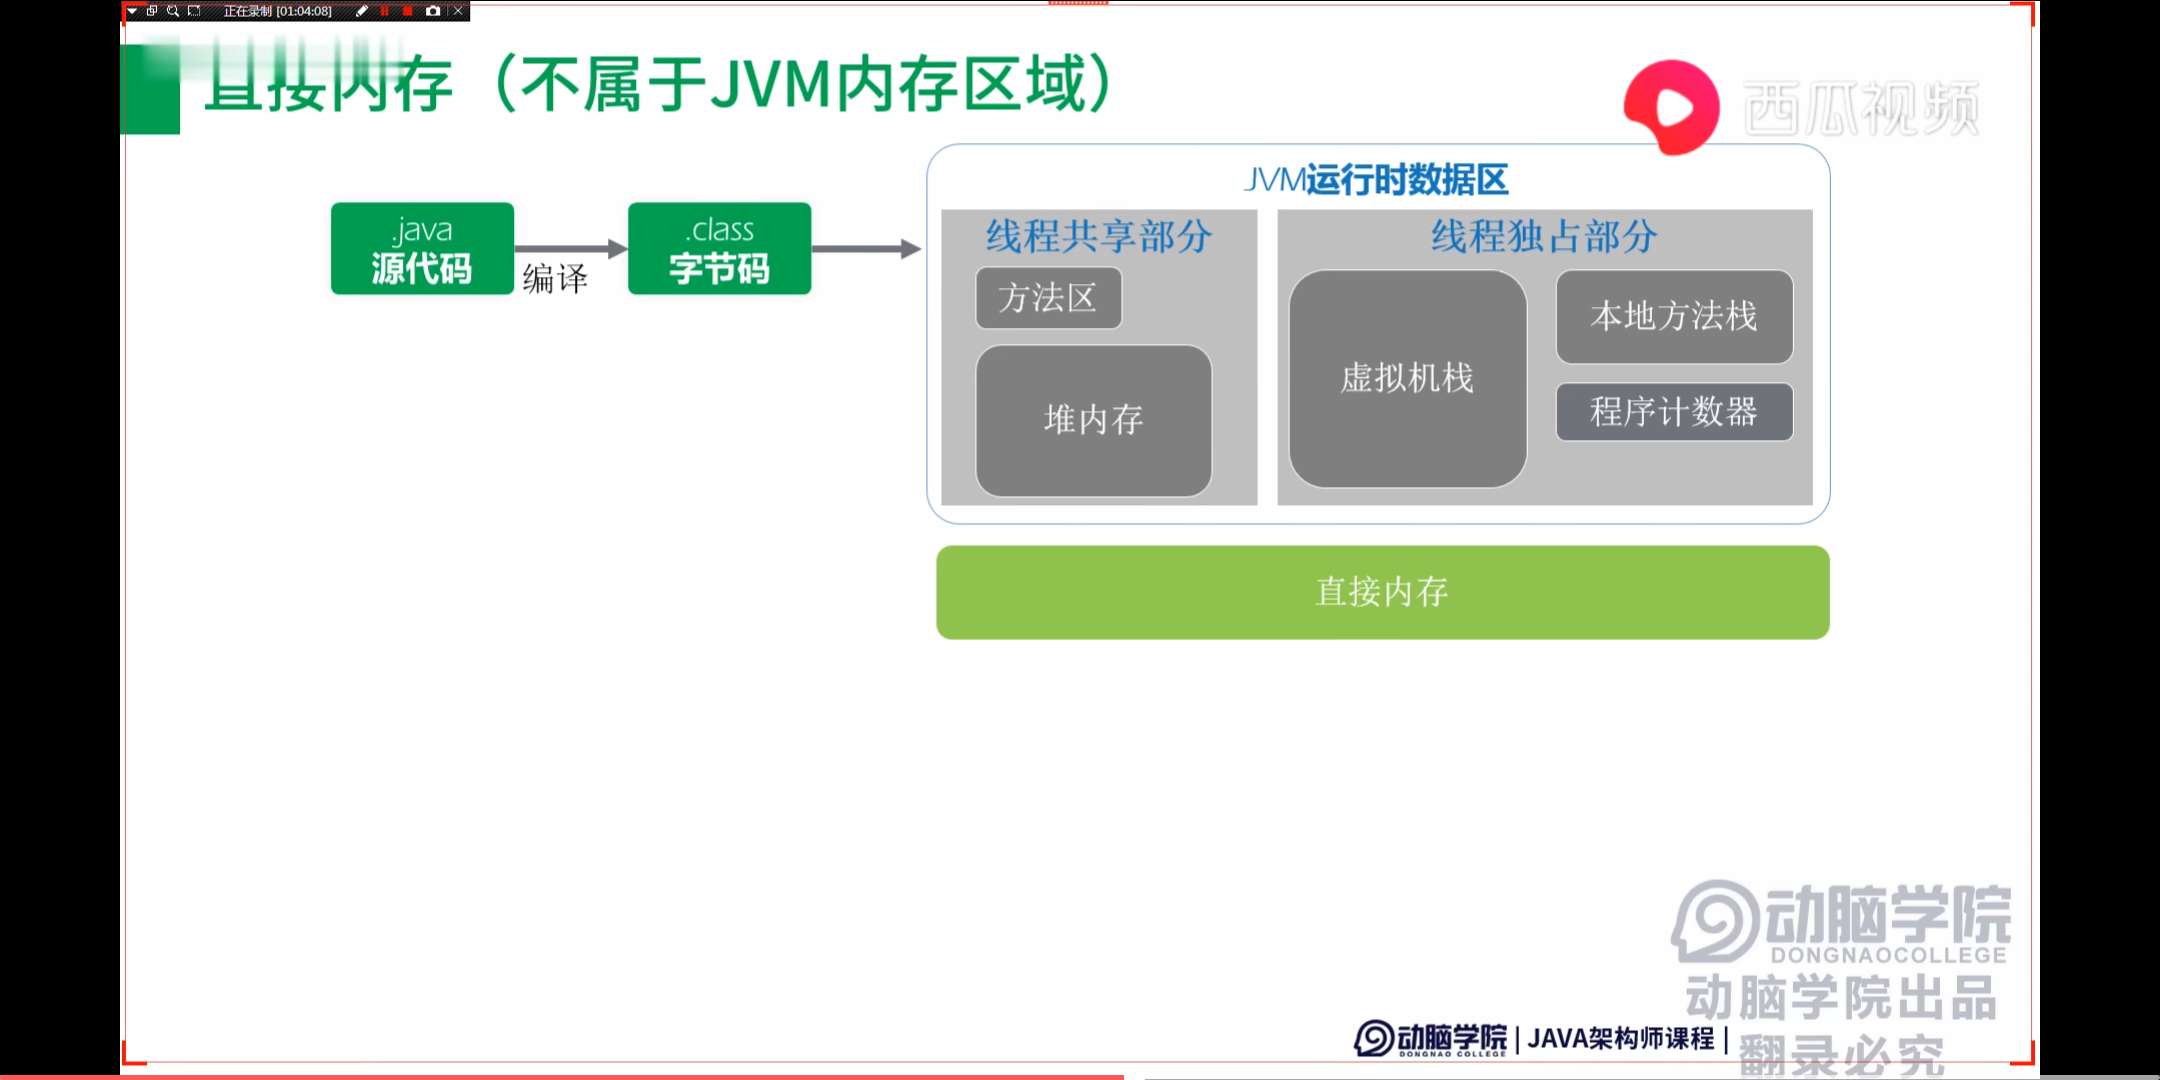 正在录制 [01:04:08]
直接内存（不属于JVM内存区域）
西瓜视频
JVM运行时数据区
.java
源代码
编译
.class
字节码
线程共享部分
方法区
堆内存
线程独占部分
虚拟机栈
本地方法栈
程序计数器
直接内存
动脑学院
DONGNAOCOLLEGE
动脑学院出品
翻录必究
动脑学院
DONGNAO COLLEGE
| JAVA架构师课程 |